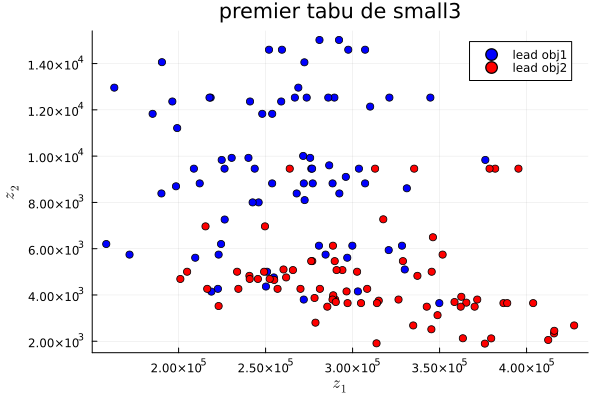 premier tabu de small3
lead obj1
lead obj2
1.40×10⁴
1.20×10⁴
1.00×10⁴
8.00×10³
6.00×10³
4.00×10³
2.00×10³
z₂
2.00×10⁵ 2.50×10⁵ 3.00×10⁵ 3.50×10⁵ 4.00×10⁵
z₁